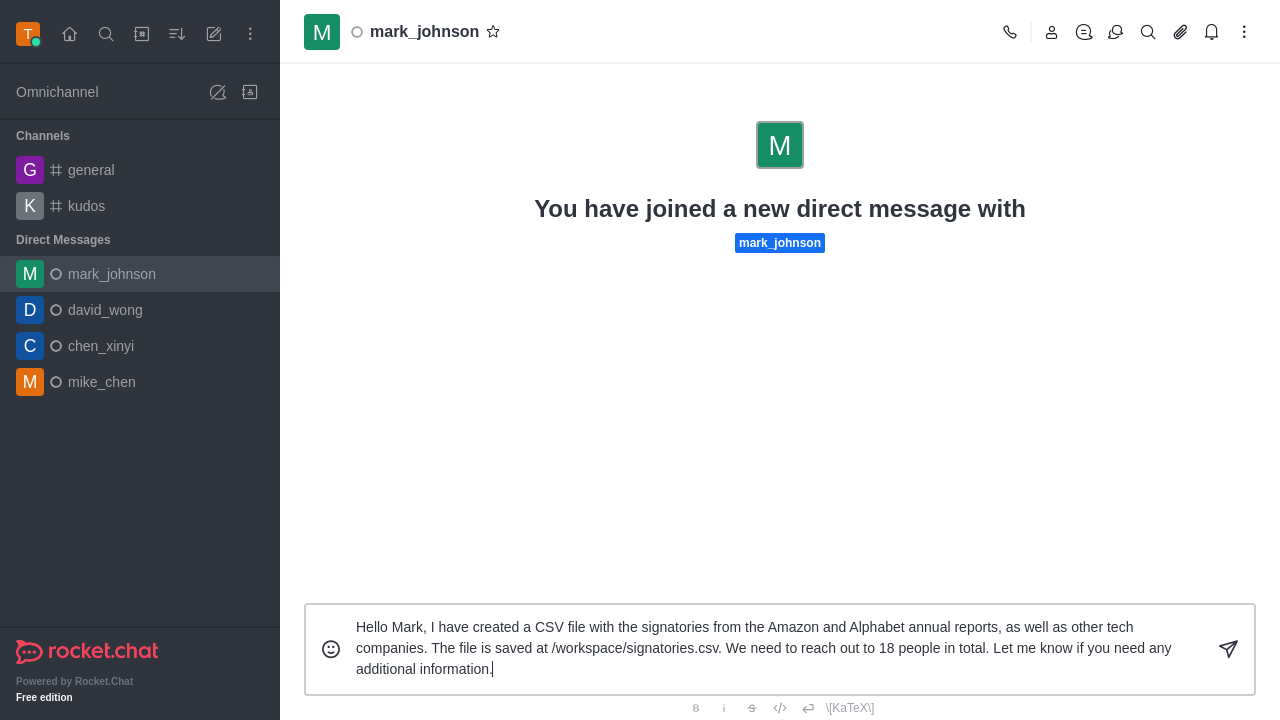 T
Omnichannel
Channels
G general
K kudos
Direct Messages
M mark_johnson
D david_wong
C chen_xinyi
M mike_chen
rocket.chat
Powered by Rocket.Chat
Free edition
M mark_johnson
M
You have joined a new direct message with
mark_johnson
Hello Mark, I have created a CSV file with the signatories from the Amazon and Alphabet annual reports, as well as other tech
companies. The file is saved at /workspace/signatories.csv. We need to reach out to 18 people in total. Let me know if you need any
additional information.
B i S \[KaTeX\]